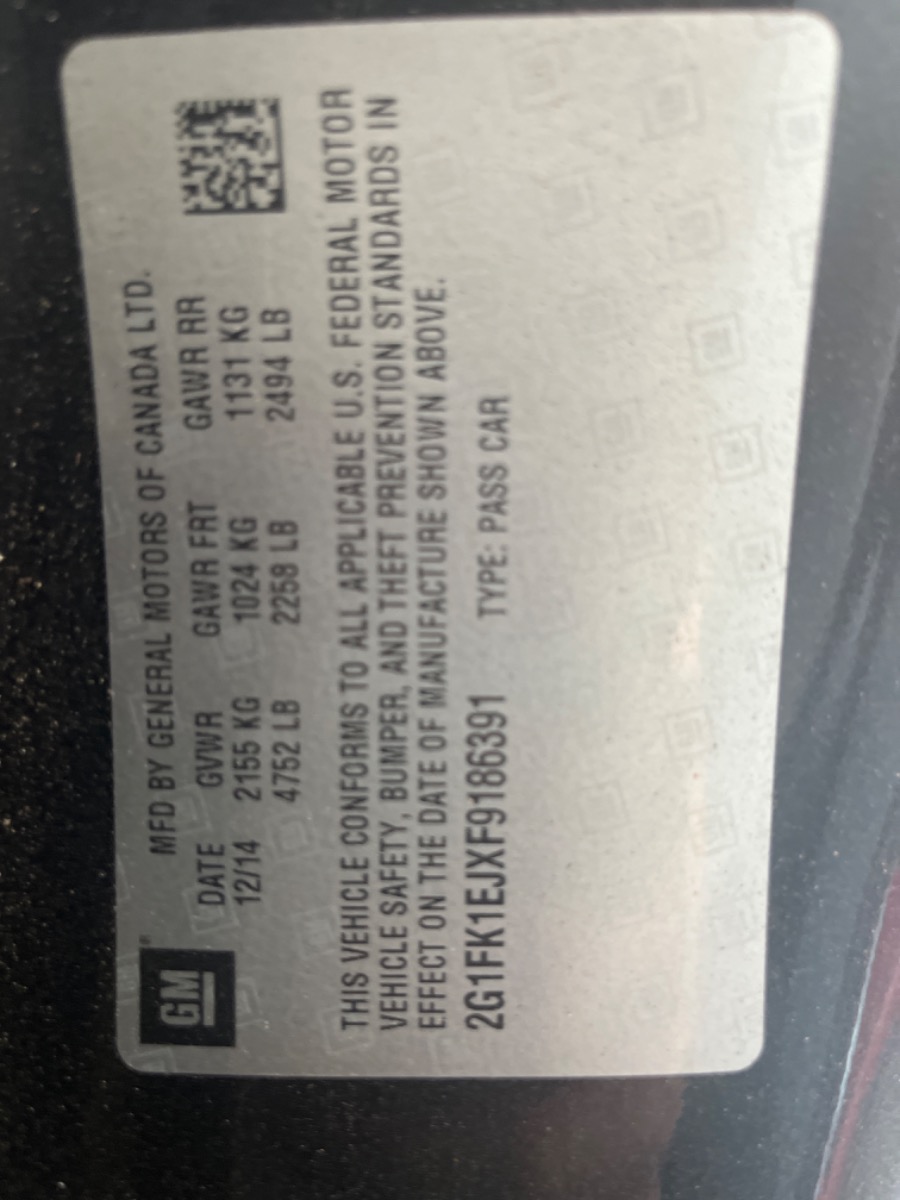 GM
MFD BY GENERAL MOTORS OF CANADA LTD.
DATE GVWR GAWR FRT GAWR RR
12/14 2155 KG 1024 KG 1131 KG
4752 LB 2258 LB 2494 LB
THIS VEHICLE CONFORMS TO ALL APPLICABLE U.S. FEDERAL MOTOR
VEHICLE SAFETY, BUMPER, AND THEFT PREVENTION STANDARDS IN
EFFECT ON THE DATE OF MANUFACTURE SHOWN ABOVE.
2G1FK1EJXF9186391 TYPE: PASS CAR